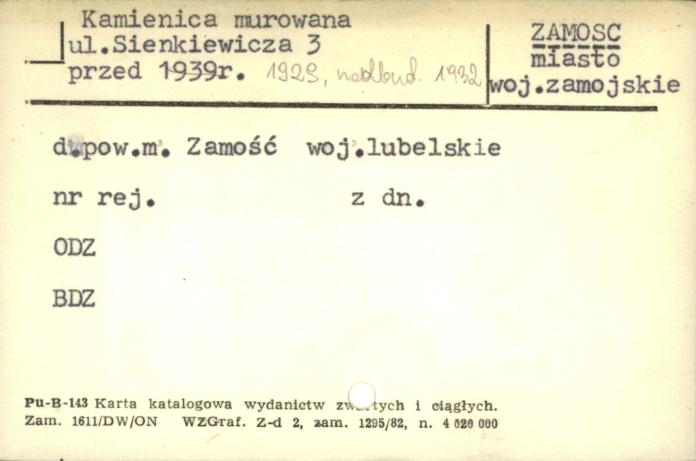 Kamienica murowana
ul.Sienkiewicza 3
przed 1939r. 1928, nadbud. 1932
ZAMOSC
miasto
woj.zamojskie
d.pow.m. Zamość woj.lubelskie
nr rej. z dn.
ODZ
BDZ
Pu-B-143 Karta katalogowa wydanictw zwartych i ciągłych.
Zam. 1611/DW/ON WZGraf. Z-d 2, zam. 1295/82, n. 4 020 000